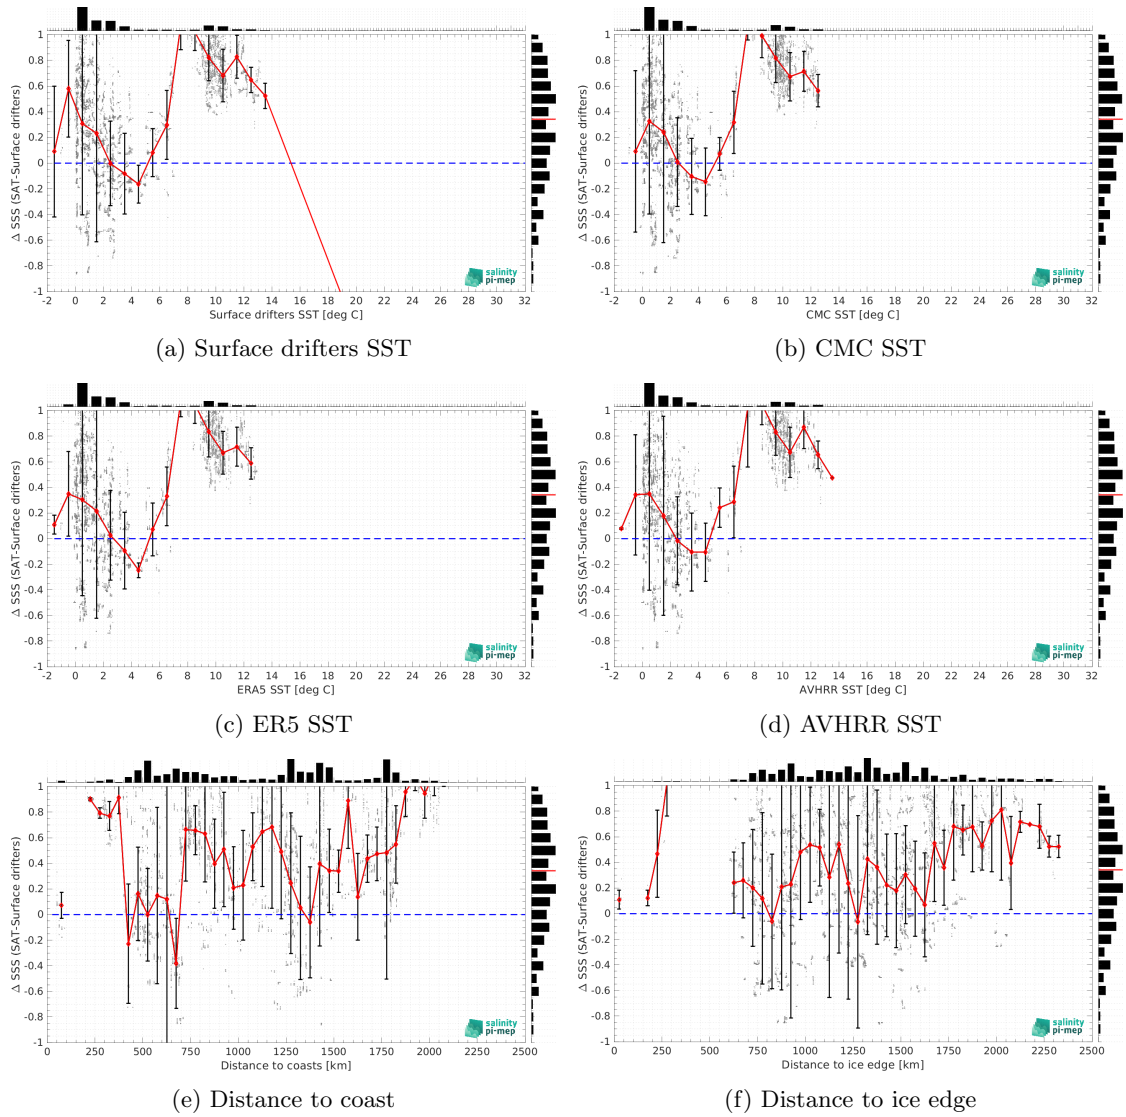 1
0.8
0.6
0.4
0.2
0
-0.2
-0.4
-0.6
-0.8
-1
Δ SSS (SAT-Surface drifters)
salinity
pi-mep
-2 0 2 4 6 8 10 12 14 16 18 20 22 24 26 28 30 32
Surface drifters SST [deg C]
(a) Surface drifters SST
1
0.8
0.6
0.4
0.2
0
-0.2
-0.4
-0.6
-0.8
-1
Δ SSS (SAT-Surface drifters)
salinity
pi-mep
-2 0 2 4 6 8 10 12 14 16 18 20 22 24 26 28 30 32
CMC SST [deg C]
(b) CMC SST
1
0.8
0.6
0.4
0.2
0
-0.2
-0.4
-0.6
-0.8
-1
Δ SSS (SAT-Surface drifters)
salinity
pi-mep
-2 0 2 4 6 8 10 12 14 16 18 20 22 24 26 28 30 32
ERA5 SST [deg C]
(c) ER5 SST
1
0.8
0.6
0.4
0.2
0
-0.2
-0.4
-0.6
-0.8
-1
Δ SSS (SAT-Surface drifters)
salinity
pi-mep
-2 0 2 4 6 8 10 12 14 16 18 20 22 24 26 28 30 32
AVHRR SST [deg C]
(d) AVHRR SST
1
0.8
0.6
0.4
0.2
0
-0.2
-0.4
-0.6
-0.8
-1
Δ SSS (SAT-Surface drifters)
salinity
pi-mep
0 250 500 750 1000 1250 1500 1750 2000 2250 2500
Distance to coasts [km]
(e) Distance to coast
1
0.8
0.6
0.4
0.2
0
-0.2
-0.4
-0.6
-0.8
-1
Δ SSS (SAT-Surface drifters)
salinity
pi-mep
0 250 500 750 1000 1250 1500 1750 2000 2250 2500
Distance to ice edge [km]
(f) Distance to ice edge